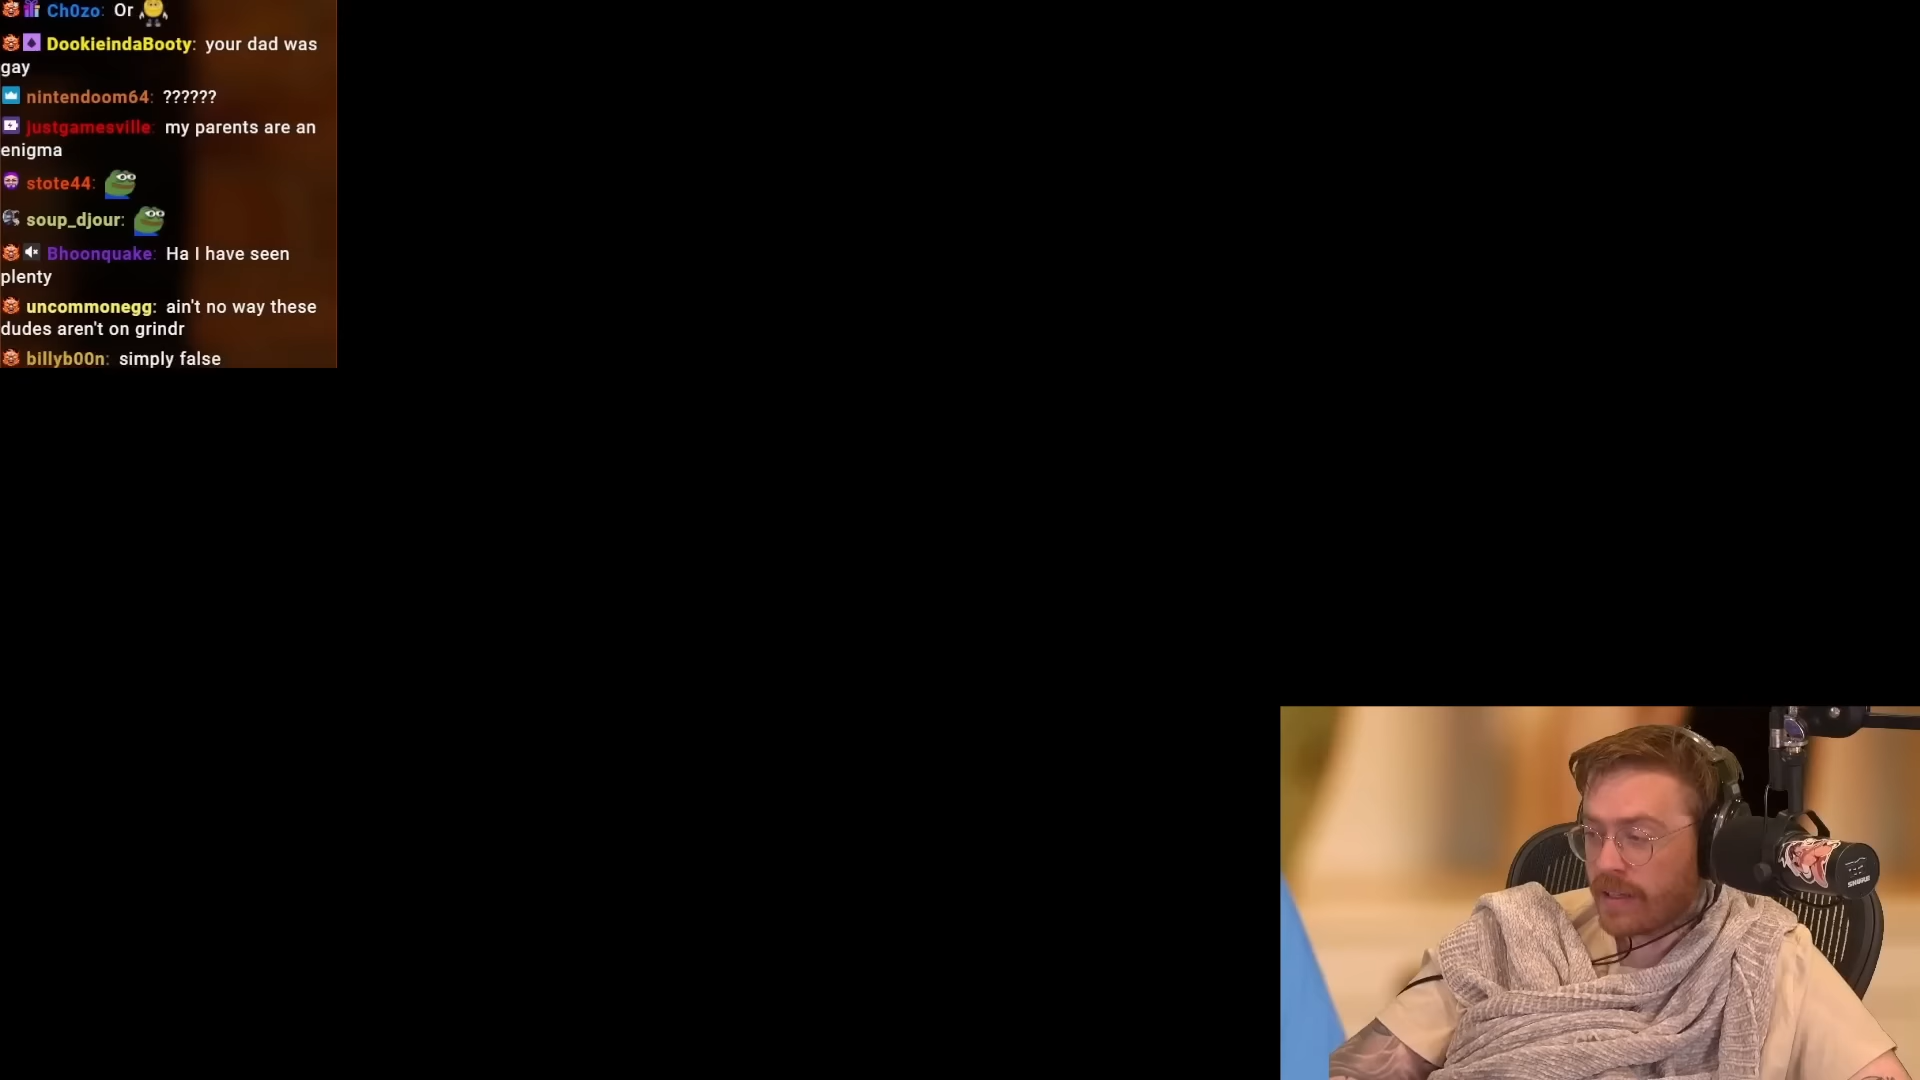 Ch0zo: Or
DookieindaBooty: your dad was
gay
nintendoom64: ??????
justgamesville: my parents are an
enigma
stote44:
soup_djour:
Bhoonquake: Ha I have seen
plenty
uncommonegg: ain't no way these
dudes aren't on grindr
billyb00n: simply false
SHURE